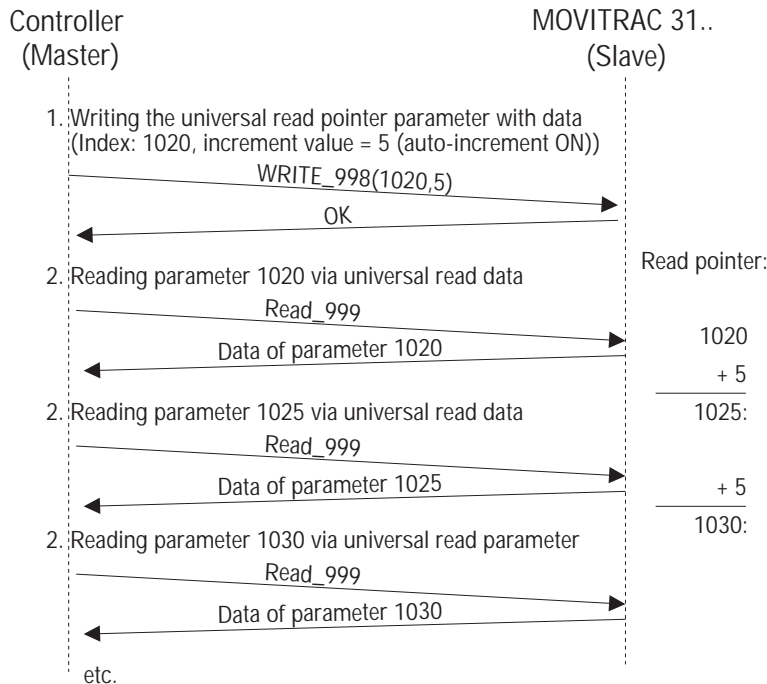 Controller
(Master)
MOVITRAC 31..
(Slave)
1. Writing the universal read pointer parameter with data
(Index: 1020, increment value = 5 (auto-increment ON))
WRITE_998(1020,5)
OK
Read pointer:
2. Reading parameter 1020 via universal read data
Read_999
1020
Data of parameter 1020
+ 5
2. Reading parameter 1025 via universal read data
1025:
Read_999
Data of parameter 1025
+ 5
1030:
2. Reading parameter 1030 via universal read parameter
Read_999
Data of parameter 1030
etc.